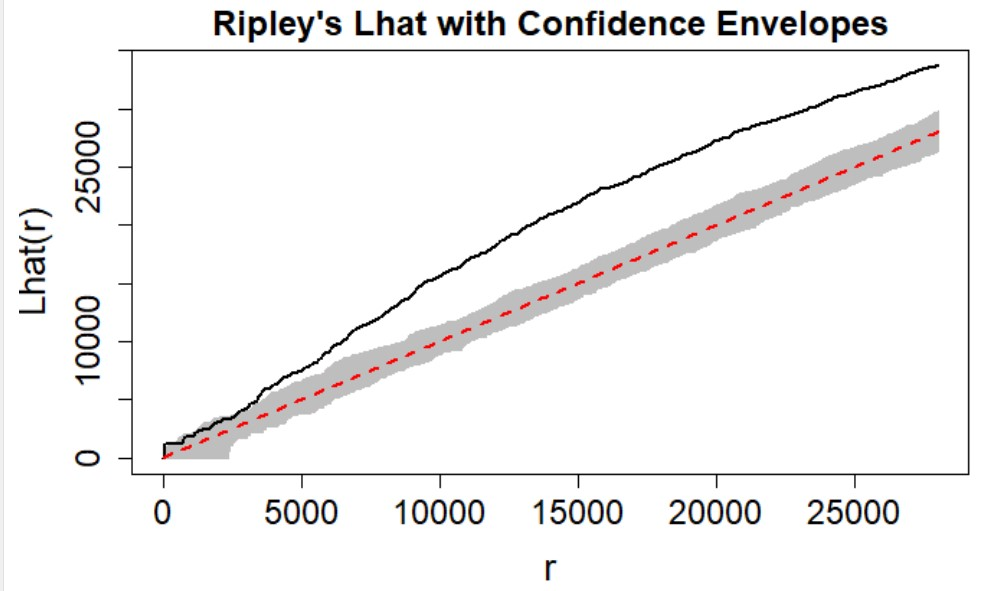 Ripley's Lhat with Confidence Envelopes
Lhat(r)
25000
10000
0
0 5000 10000 15000 20000 25000
r